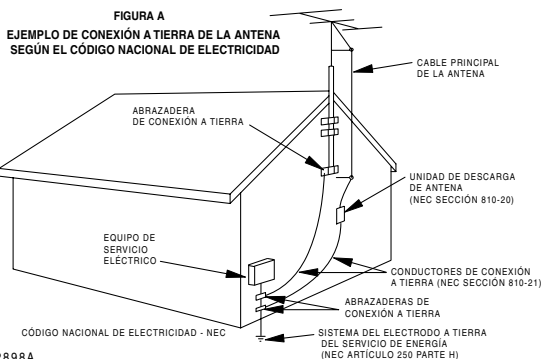 FIGURA A
EJEMPLO DE CONEXIÓN A TIERRA DE LA ANTENA
SEGÚN EL CÓDIGO NACIONAL DE ELECTRICIDAD
CABLE PRINCIPAL
DE LA ANTENA
ABRAZADERA
DE CONEXIÓN A TIERRA
UNIDAD DE DESCARGA
DE ANTENA
(NEC SECCIÓN 810-20)
EQUIPO DE
SERVICIO
ELÉCTRICO
CONDUCTORES DE CONEXIÓN
A TIERRA (NEC SECCIÓN 810-21)
ABRAZADERAS DE
CONEXIÓN A TIERRA
CÓDIGO NACIONAL DE ELECTRICIDAD - NEC
SISTEMA DEL ELECTRODO A TIERRA
DEL SERVICIO DE ENERGÍA
(NEC ARTÍCULO 250 PARTE H)